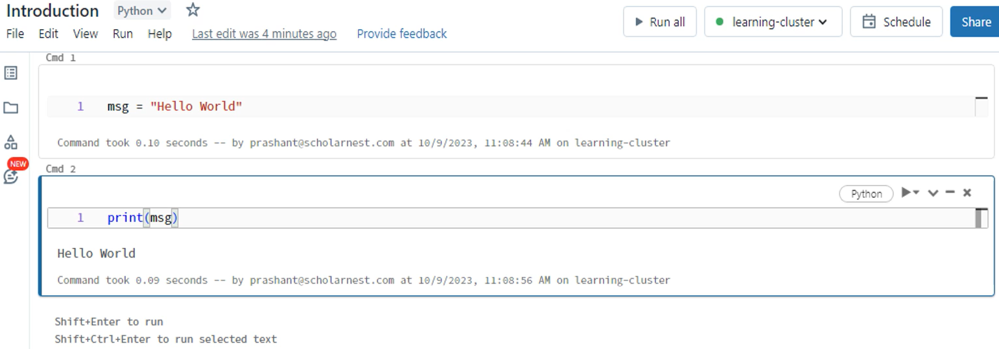 Introduction Python
Run all learning-cluster Schedule Share
File Edit View Run Help Last edit was 4 minutes ago Provide feedback
Cmd 1
1 msg = "Hello World"
Command took 0.10 seconds -- by prashant@scholarnest.com at 10/9/2023, 11:08:44 AM on learning-cluster
NEW
Cmd 2
Python
1 print(msg)
Hello World
Command took 0.09 seconds -- by prashant@scholarnest.com at 10/9/2023, 11:08:56 AM on learning-cluster
Shift+Enter to run
Shift+Ctrl+Enter to run selected text